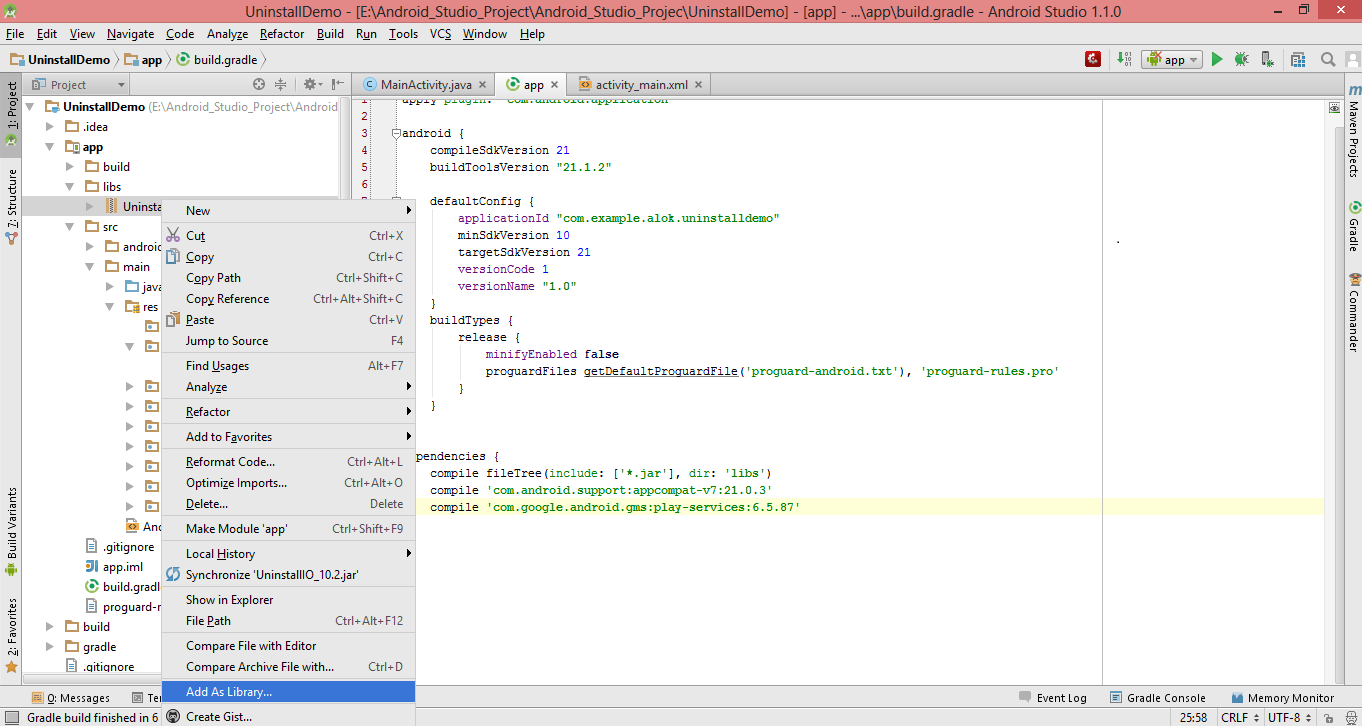 UninstallDemo - [E:\Android_Studio_Project\Android_Studio_Projec\UninstallDemo] - [app] - ...\app\build.gradle - Android Studio 1.1.0
File Edit View Navigate Code Analyze Refactor Build Run Tools VCS Window Help
UninstallDemo app build.gradle app
Project MainActivity.java app activity_main.xml
1: Project
7: Structure
Build Variants
2: Favorites
UninstallDemo (E:\Android_Studio_Project\Android
.idea
app
build
libs
Uninsta
src
android
main
java
res
And
.gitignore
app.iml
build.gradl
proguard-r
build
gradle
.gitignore
New
Cut Ctrl+X
Copy Ctrl+C
Copy Path Ctrl+Shift+C
Copy Reference Ctrl+Alt+Shift+C
Paste Ctrl+V
Jump to Source F4
Find Usages Alt+F7
Analyze
Refactor
Add to Favorites
Reformat Code... Ctrl+Alt+L
Optimize Imports... Ctrl+Alt+O
Delete... Delete
Make Module 'app' Ctrl+Shift+F9
Local History
Synchronize 'UninstallIO_10.2.jar'
Show in Explorer
File Path Ctrl+Alt+F12
Compare File with Editor
Compare Archive File with... Ctrl+D
Add As Library...
Create Gist...
1 apply plugin: 'com.android.application'
2
3 android {
4 compileSdkVersion 21
5 buildToolsVersion "21.1.2"
6
defaultConfig {
applicationId "com.example.alok.uninstalldemo"
minSdkVersion 10
targetSdkVersion 21
versionCode 1
versionName "1.0"
}
buildTypes {
release {
minifyEnabled false
proguardFiles getDefaultProguardFile('proguard-android.txt'), 'proguard-rules.pro'
}
}
pendencies {
compile fileTree(include: ['*.jar'], dir: 'libs')
compile 'com.android.support:appcompat-v7:21.0.3'
compile 'com.google.android.gms:play-services:6.5.87'
Maven Projects
Gradle
Commander
0: Messages Te Event Log Gradle Console Memory Monitor
Gradle build finished in 6 25:58 CRLF UTF-8